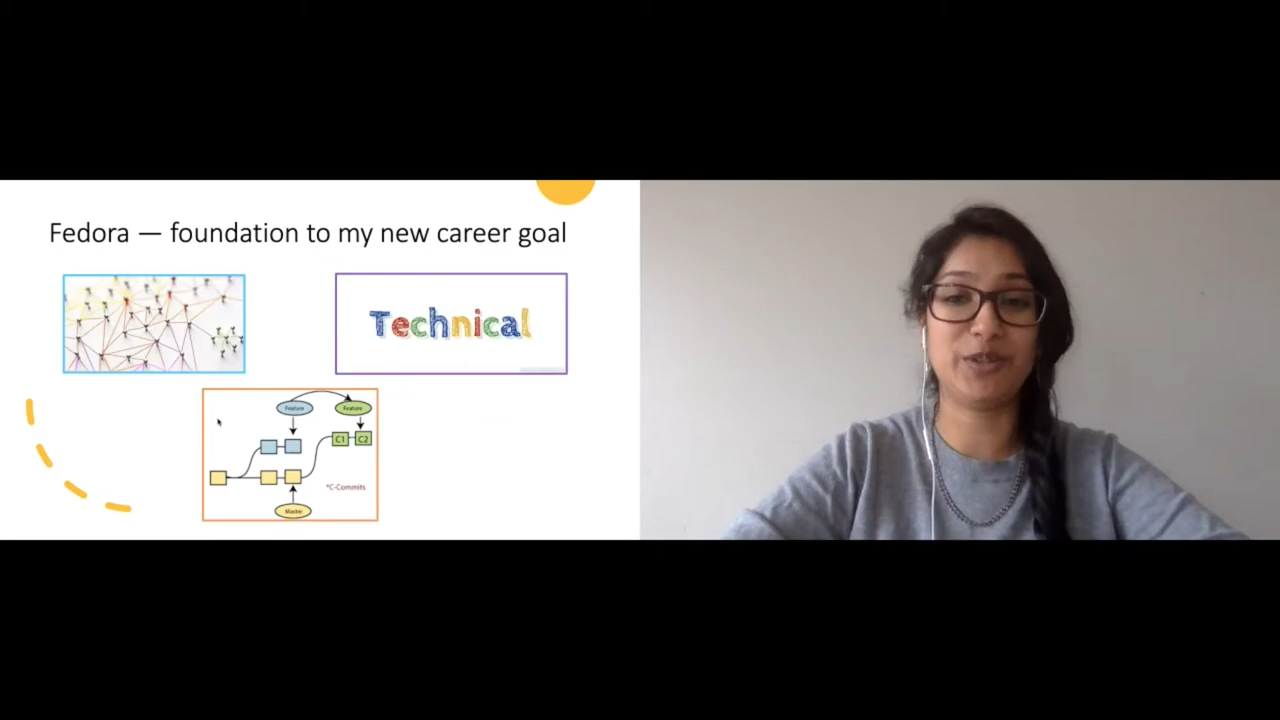 Fedora — foundation to my new career goal
Technical
Feature Feature
C1 C2
*C-Commits
Master